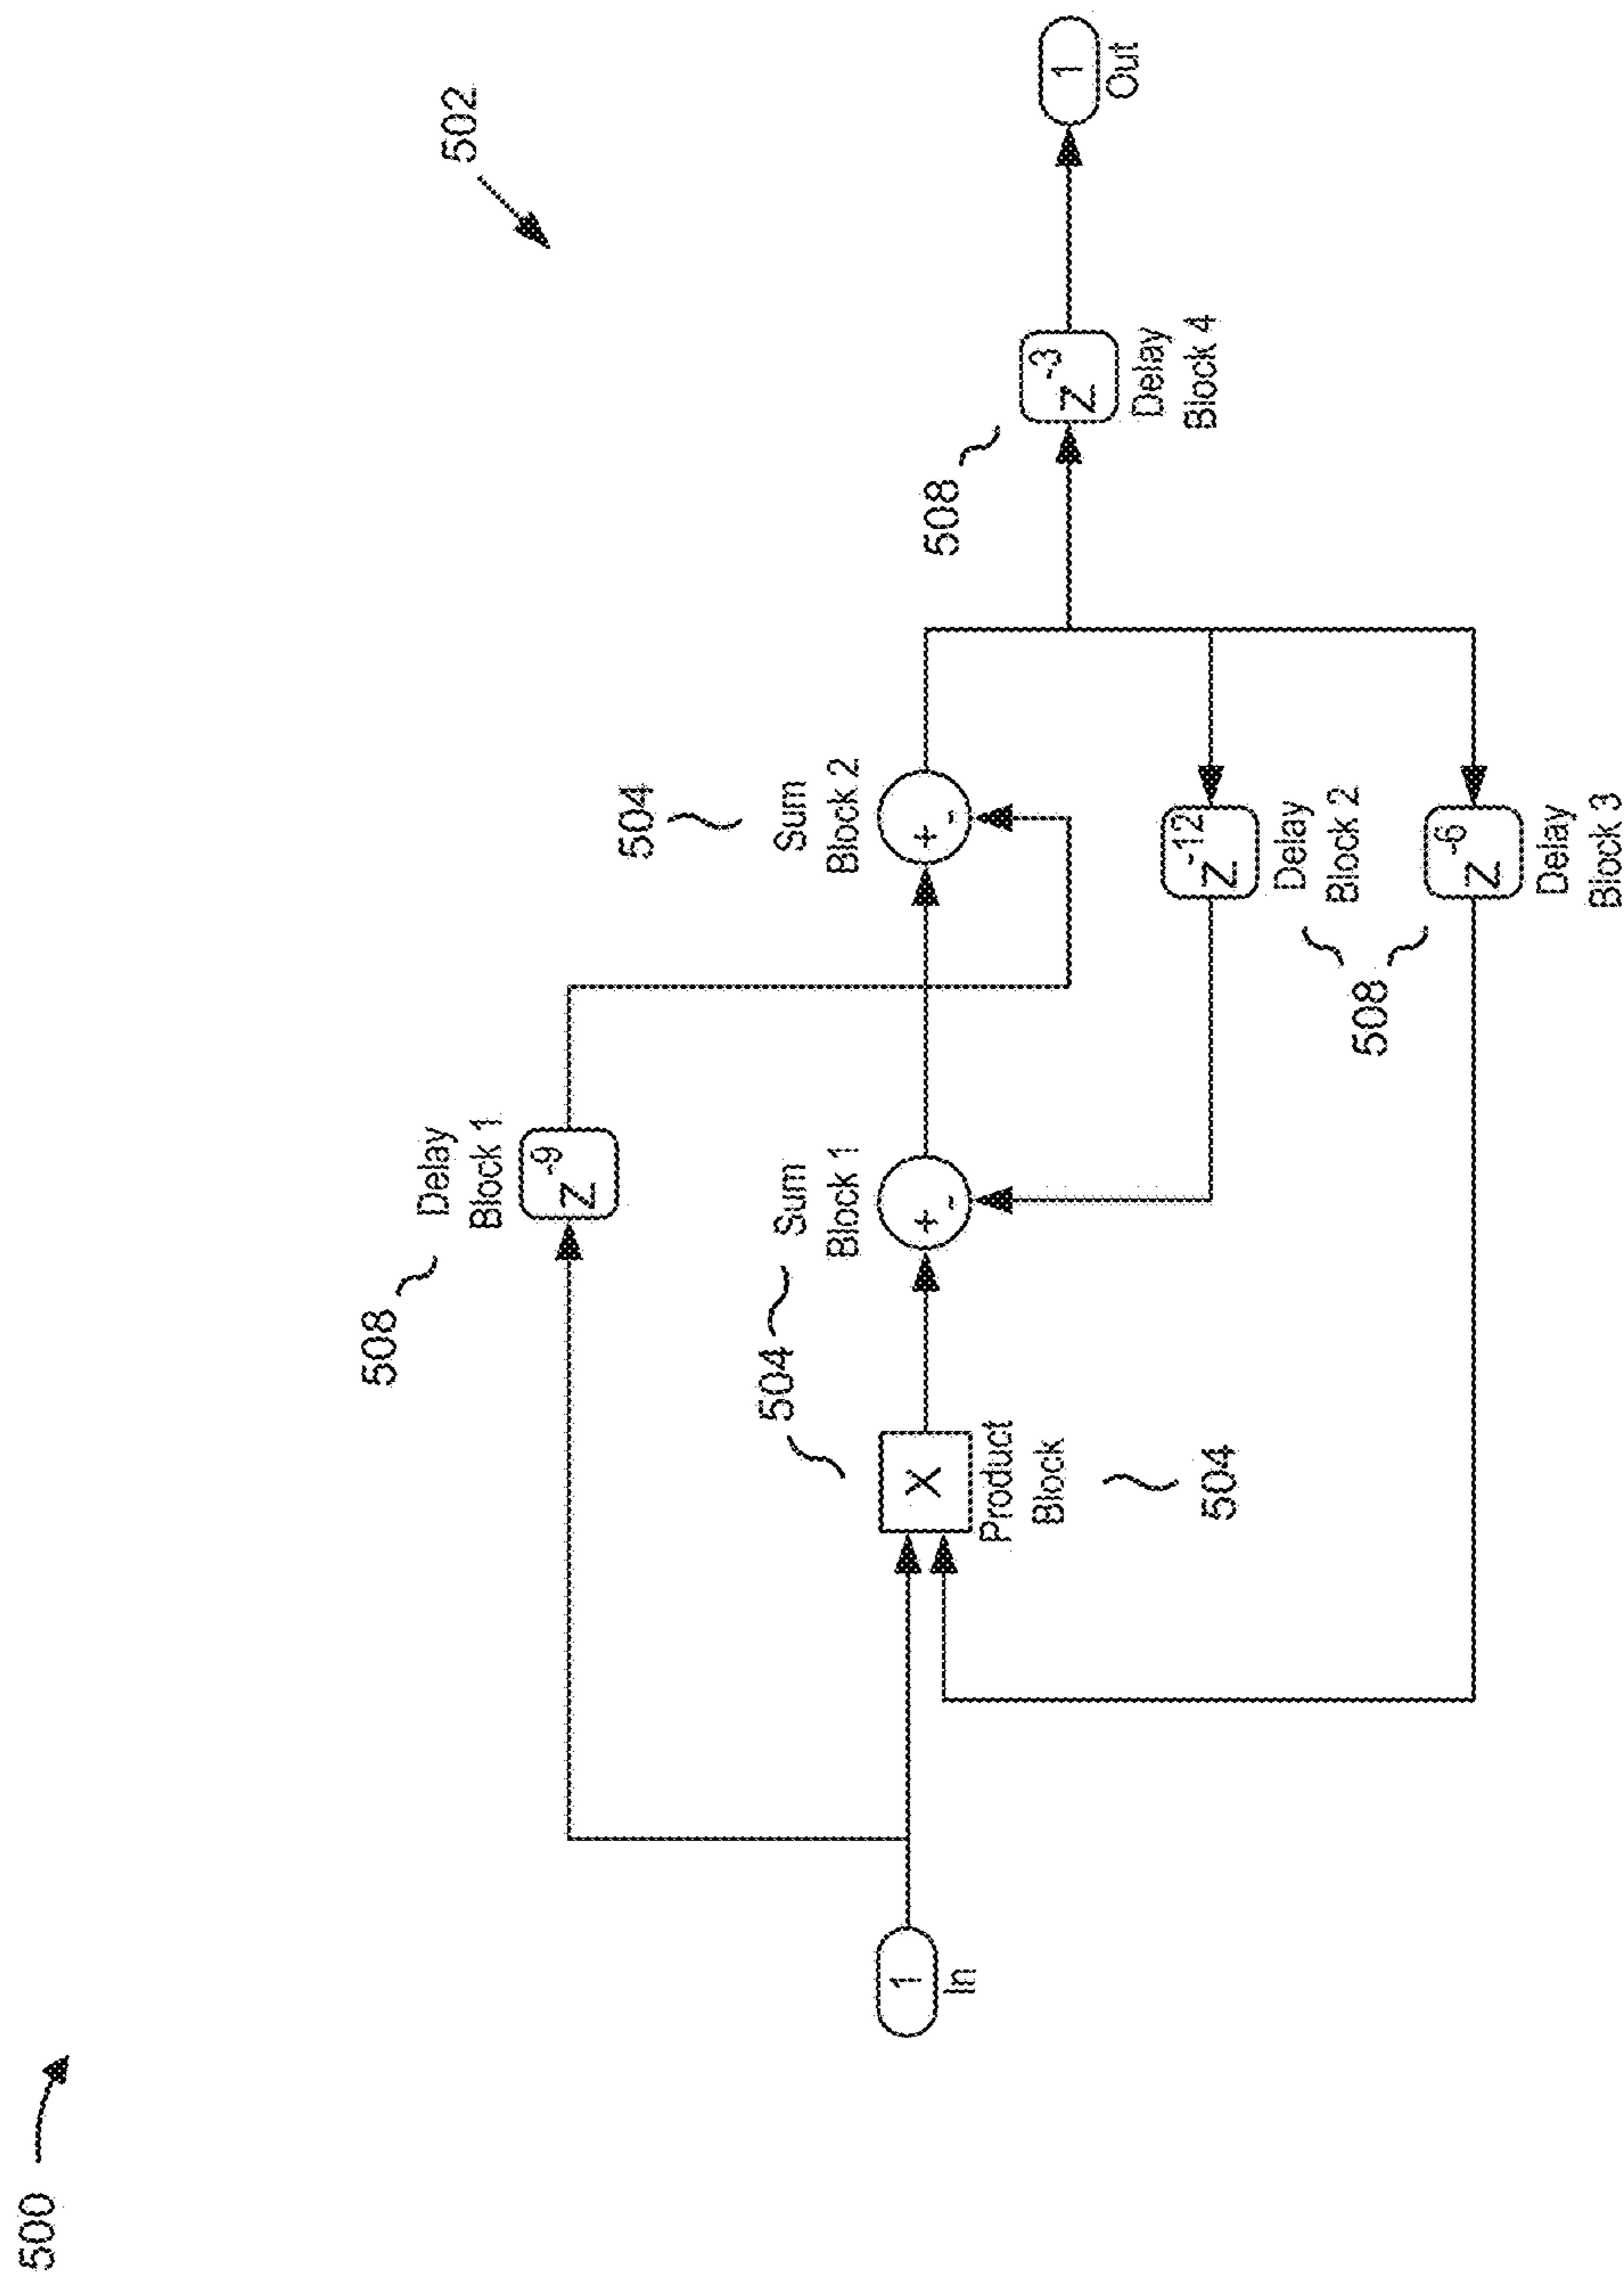 500
502
508
Delay
Block 1
z-9
504
Sum
Block 2
+
-
504
Sum
Block 1
+
-
508
z-3
Delay
Block 4
1
Out
1
In
X
Product
Block
504
z-12
Delay
Block 2
508
z-6
Delay
Block 3